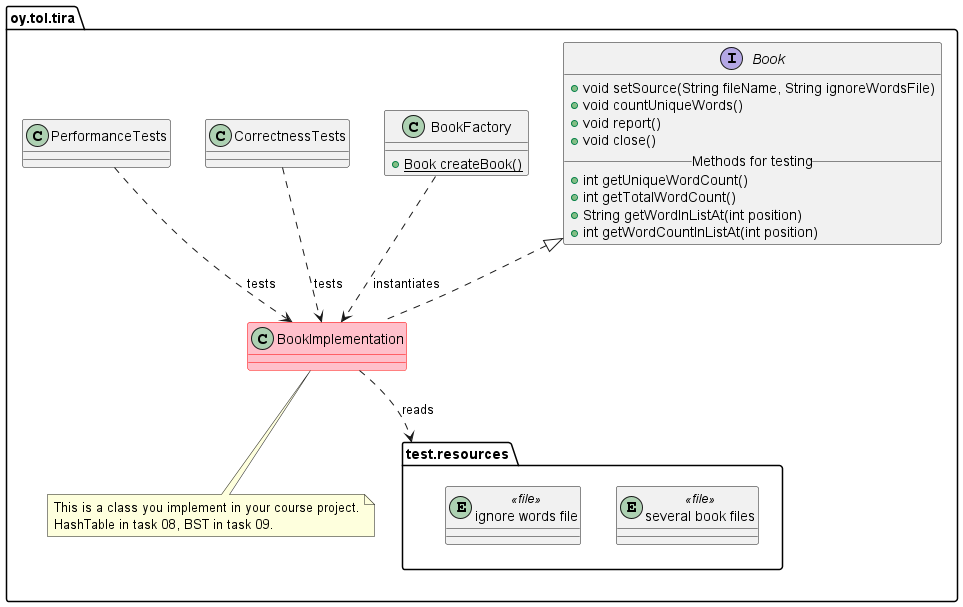 oy.tol.tira
I Book
void setSource(String fileName, String ignoreWordsFile)
void countUniqueWords()
void report()
void close()
Methods for testing
int getUniqueWordCount()
int getTotalWordCount()
String getWordInListAt(int position)
int getWordCountInListAt(int position)
C PerformanceTests
C CorrectnessTests
C BookFactory
Book createBook()
tests
tests
instantiates
C BookImplementation
reads
This is a class you implement in your course project.
HashTable in task 08, BST in task 09.
test.resources
«file»
E ignore words file
«file»
E several book files